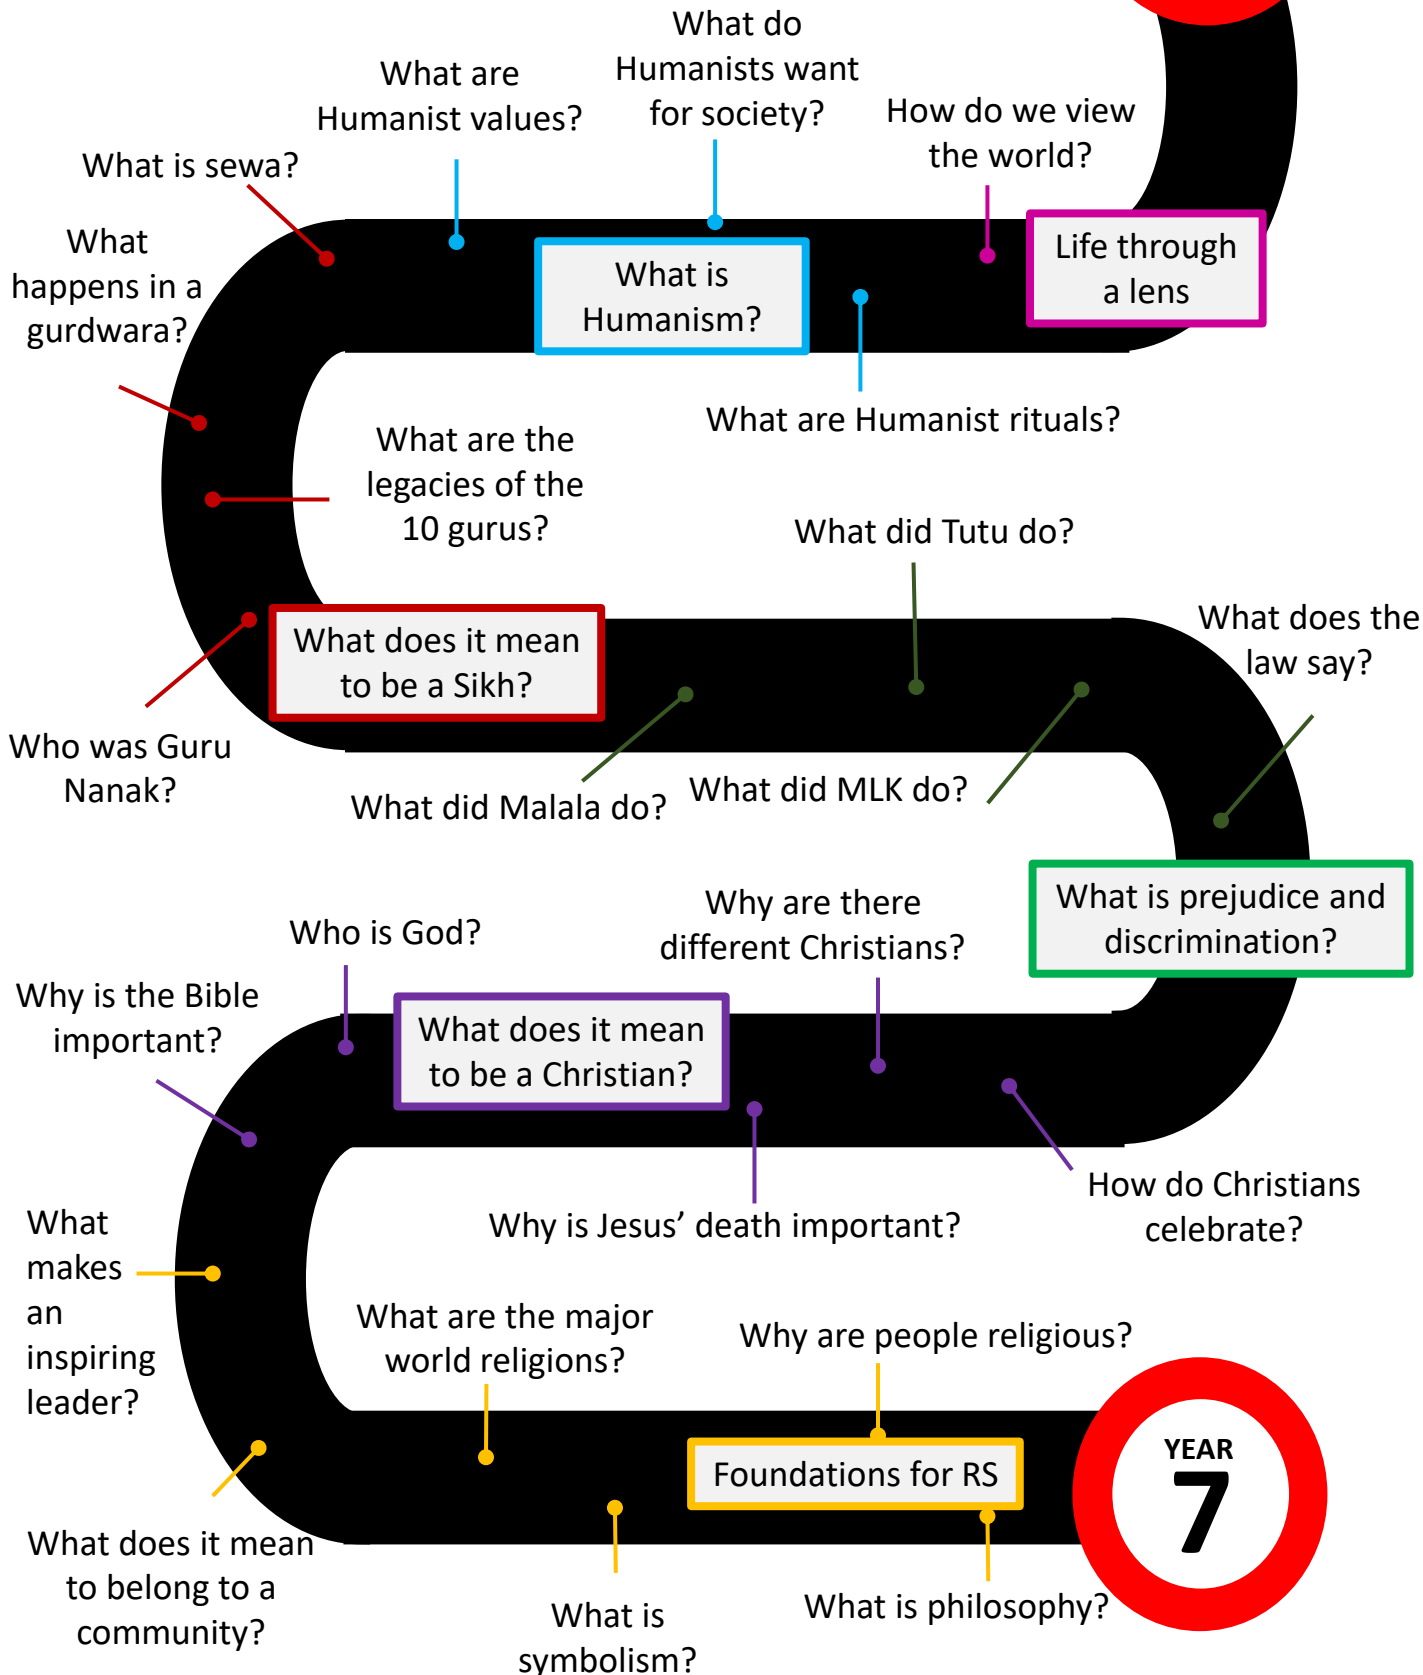 What do
Humanists want
for society?
What are
Humanist values?
How do we view
the world?
What is sewa?
What
happens in a
gurdwara?
Life through
a lens
What is
Humanism?
What are Humanist rituals?
What are the
legacies of the
10 gurus?
What did Tutu do?
What does the
law say?
What does it mean
to be a Sikh?
Who was Guru
Nanak?
What did Malala do?
What did MLK do?
What is prejudice and
discrimination?
Why are there
different Christians?
Who is God?
Why is the Bible
important?
What does it mean
to be a Christian?
How do Christians
celebrate?
Why is Jesus’ death important?
What
makes
an
inspiring
leader?
What are the major
world religions?
Why are people religious?
YEAR
7
Foundations for RS
What does it mean
to belong to a
community?
What is
symbolism?
What is philosophy?